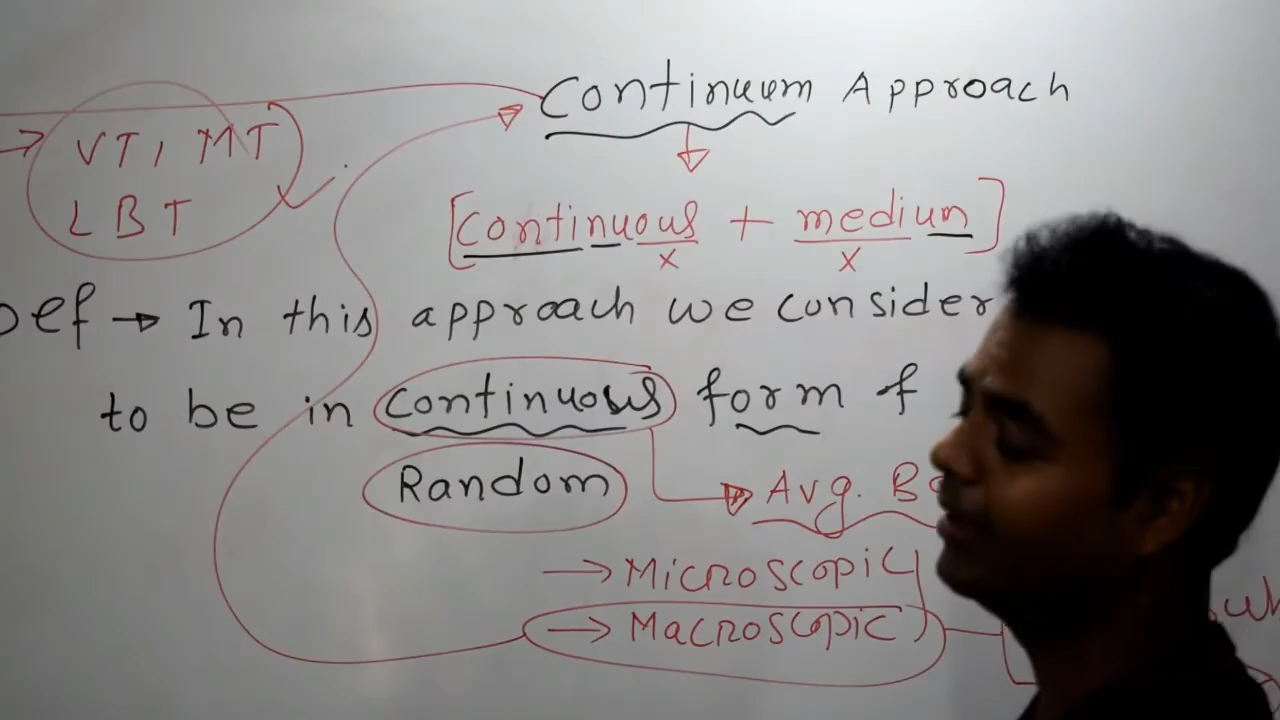 Continuum Approach
→ VT, MT
LBT
[continuous + medium]
x x
Def → In this approach we consider
to be in continuous form f
Random
Avg.
→ Microscopic
→ Macroscopic